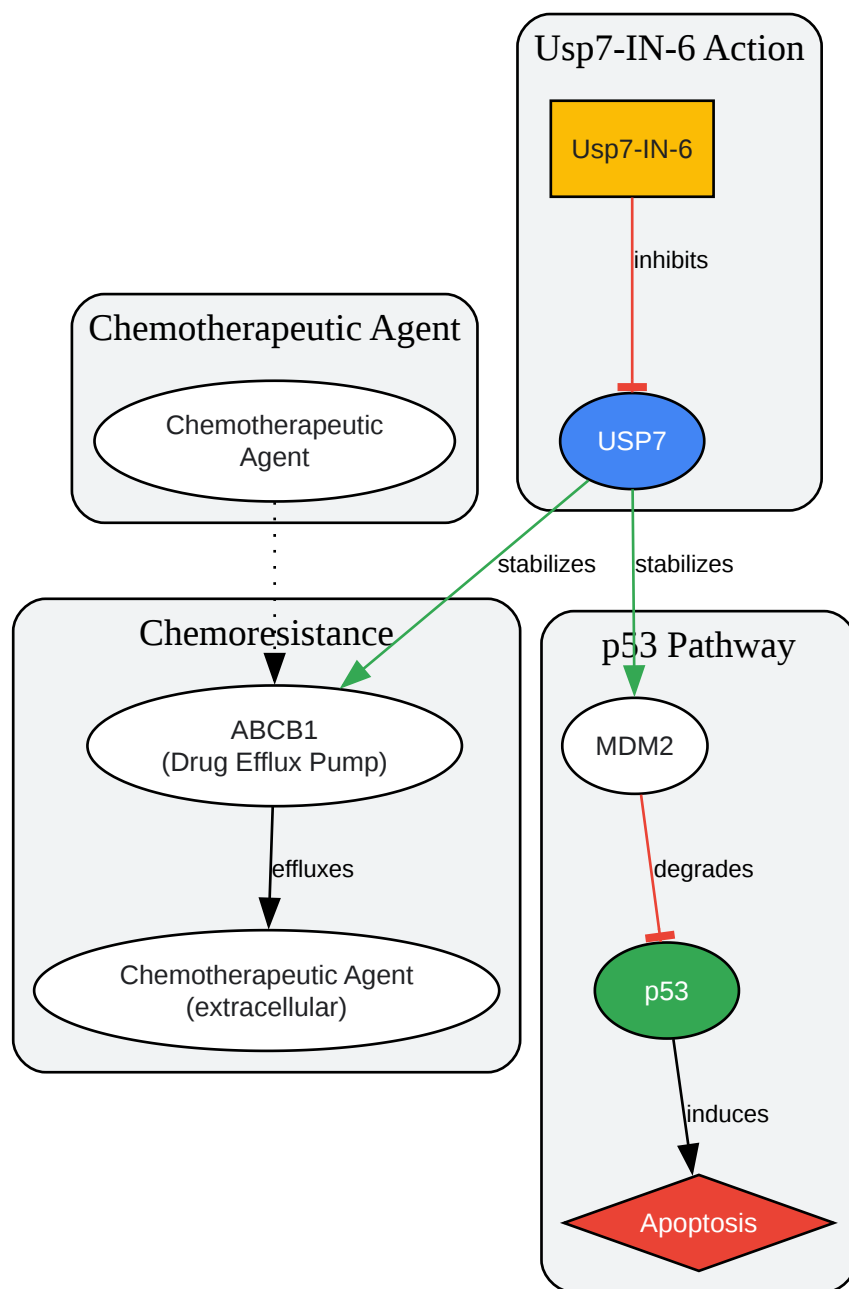 Usp7-IN-6 Action
Usp7-IN-6
inhibits
Chemotherapeutic Agent
Chemotherapeutic
Agent
USP7
stabilizes
stabilizes
Chemoresistance
p53 Pathway
ABCB1
(Drug Efflux Pump)
MDM2
effluxes
degrades
Chemotherapeutic Agent
(extracellular)
p53
induces
Apoptosis